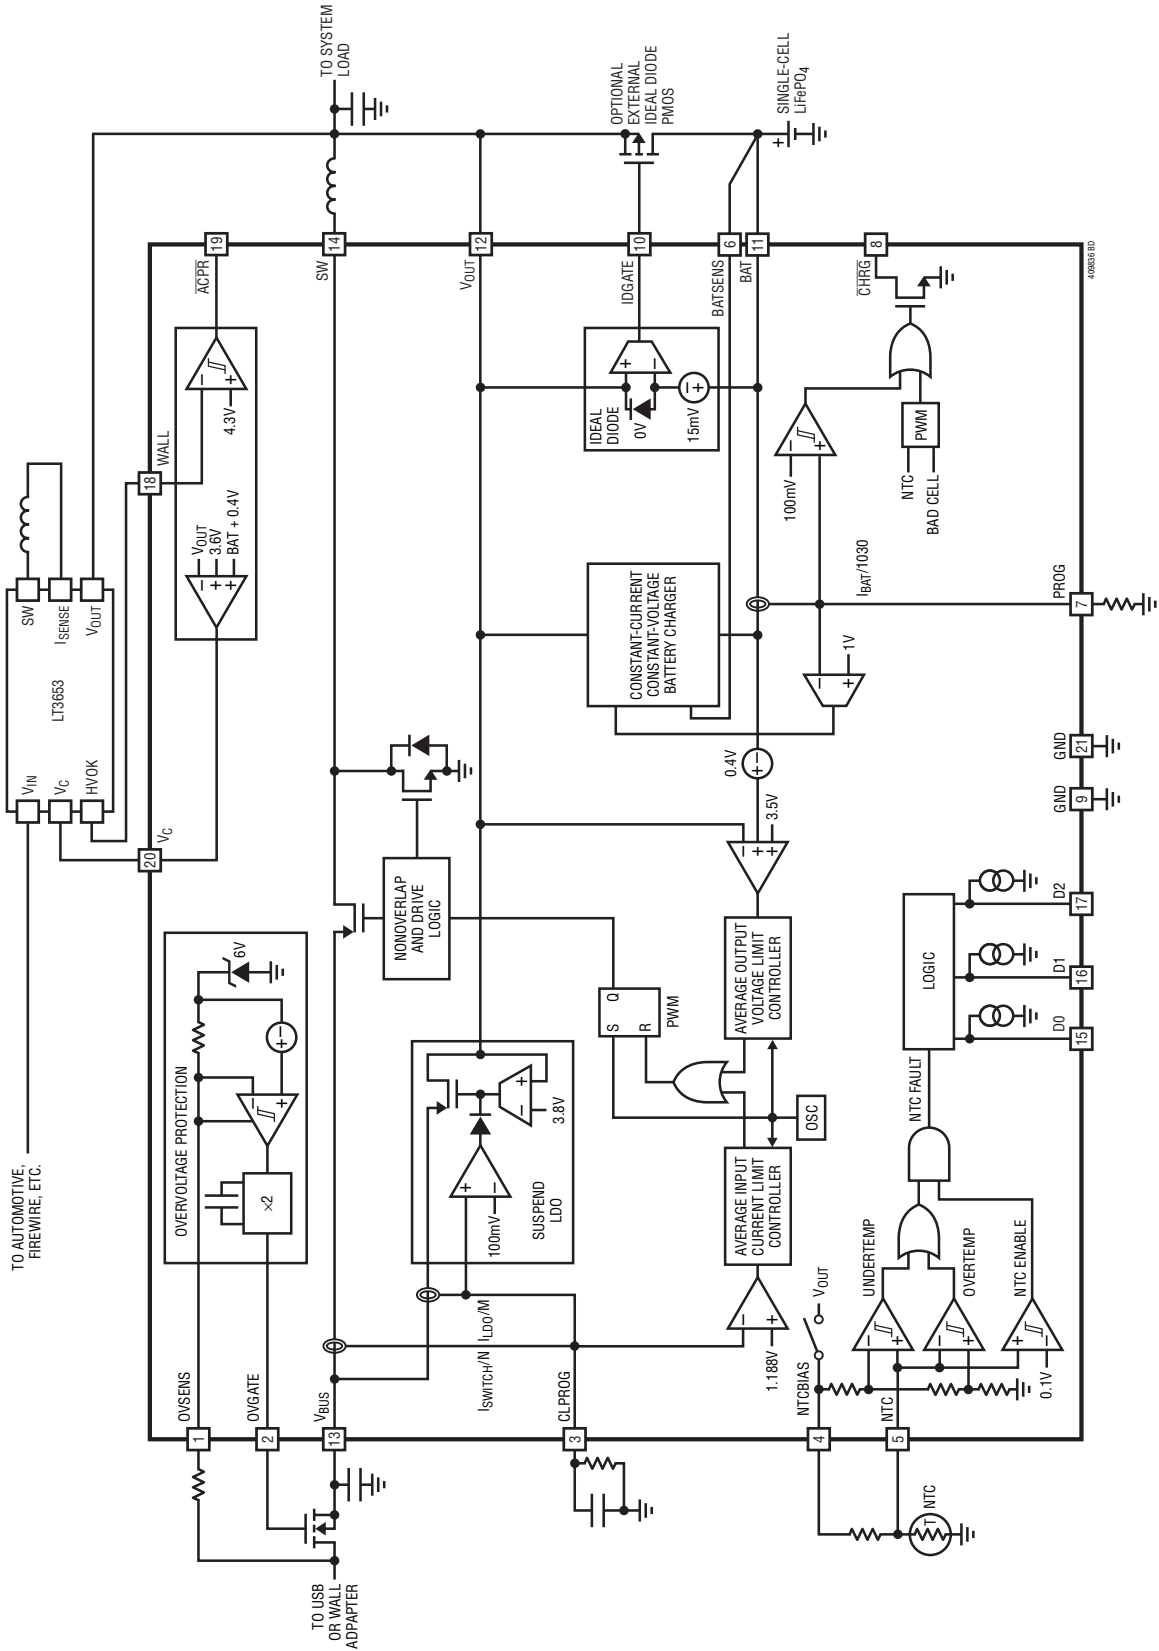 TO AUTOMOTIVE,
FIREWIRE, ETC.
VIN
SW
VC
LT3653
ISENSE
HVOK
VOUT
20
VC
18
WALL
OVERVOLTAGE PROTECTION
6V
×2
VOUT
3.6V
BAT + 0.4V
4.3V
19
ACPR
1
OVSENS
2
OVGATE
TO USB
OR WALL
ADPAPTER
13
VBUS
NONOVERLAP
AND DRIVE
LOGIC
SW
14
TO SYSTEM
LOAD
ISWITCH/N
ILDO/M
100mV
3.8V
SUSPEND
LDO
VOUT
12
CLPROG
3
S
Q
R
PWM
IDEAL
DIODE
0V
15mV
IDGATE
10
OPTIONAL
EXTERNAL
IDEAL DIODE
PMOS
CONSTANT-CURRENT
CONSTANT-VOLTAGE
BATTERY CHARGER
BATSENS
6
BAT
11
SINGLE-CELL
LiFePO4
1.188V
AVERAGE INPUT
CURRENT LIMIT
CONTROLLER
OSC
AVERAGE OUTPUT
VOLTAGE LIMIT
CONTROLLER
3.5V
0.4V
1V
100mV
IBAT/1030
NTC
BAD CELL
PWM
CHRG
8
VOUT
NTCBIAS
4
NTC
5
T
NTC
UNDERTEMP
OVERTEMP
NTC ENABLE
0.1V
NTC FAULT
LOGIC
D0
15
D1
16
D2
17
GND
9
GND
21
PROG
7
409836 BD